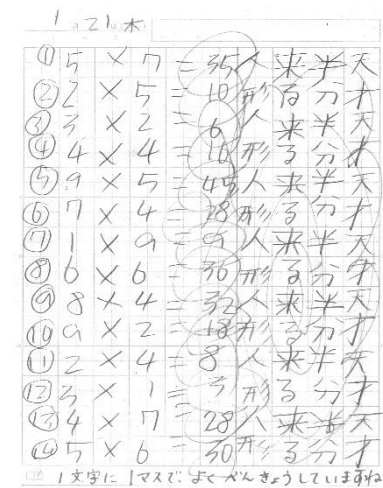 1月21(木)
① 5 × 7 = 35 人 来 半 天
② 2 × 5 = 10 形 る 分 才
③ 3 × 2 = 6 人 来 半 天
④ 4 × 4 = 16 形 る 分 才
⑤ 9 × 5 = 45 人 来 半 天
⑥ 7 × 4 = 28 形 る 分 才
⑦ 1 × 9 = 9 人 来 半 天
⑧ 6 × 6 = 36 形 る 分 才
⑨ 8 × 4 = 32 人 来 半 天
⑩ 9 × 2 = 18 形 る 分 才
⑪ 2 × 4 = 8 人 来 半 天
⑫ 3 × 1 = 3 形 る 分 才
⑬ 4 × 7 = 28 人 来 半 天
⑭ 5 × 6 = 30 形 る 分 才
1文字に1マスで、よくべんきょうしていますね